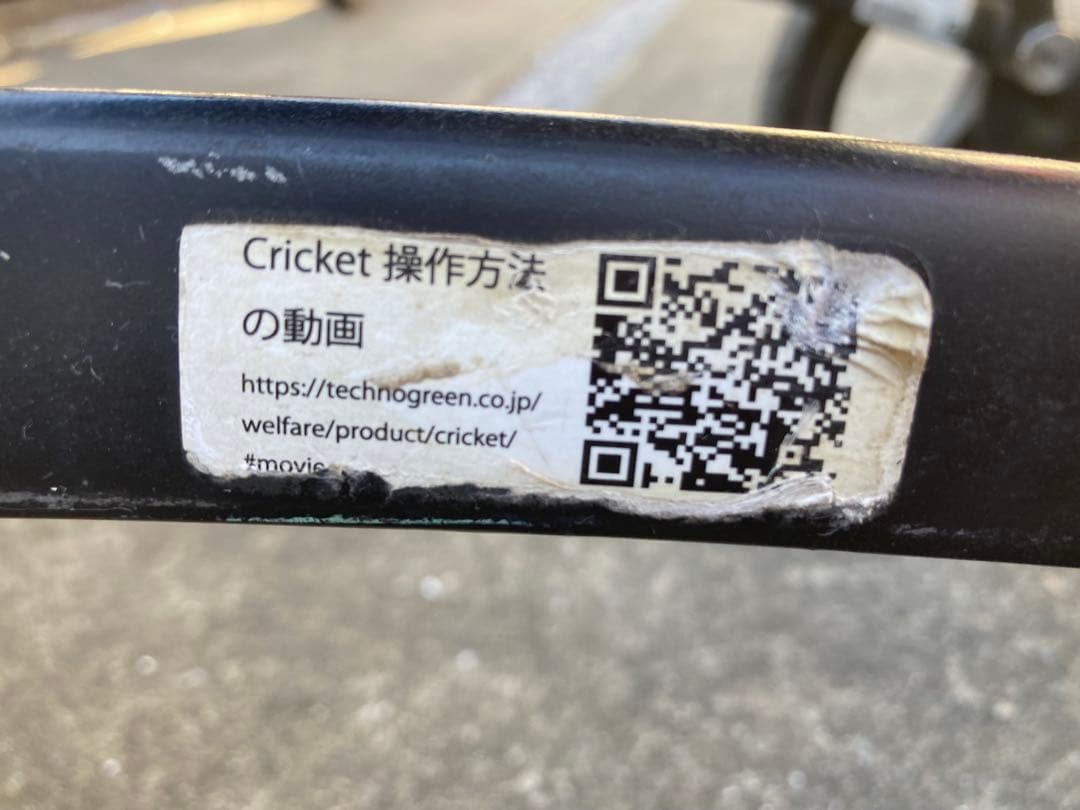 Cricket 操作方法
の動画
https://technogreen.co.jp/
welfare/product/cricket/
#movie